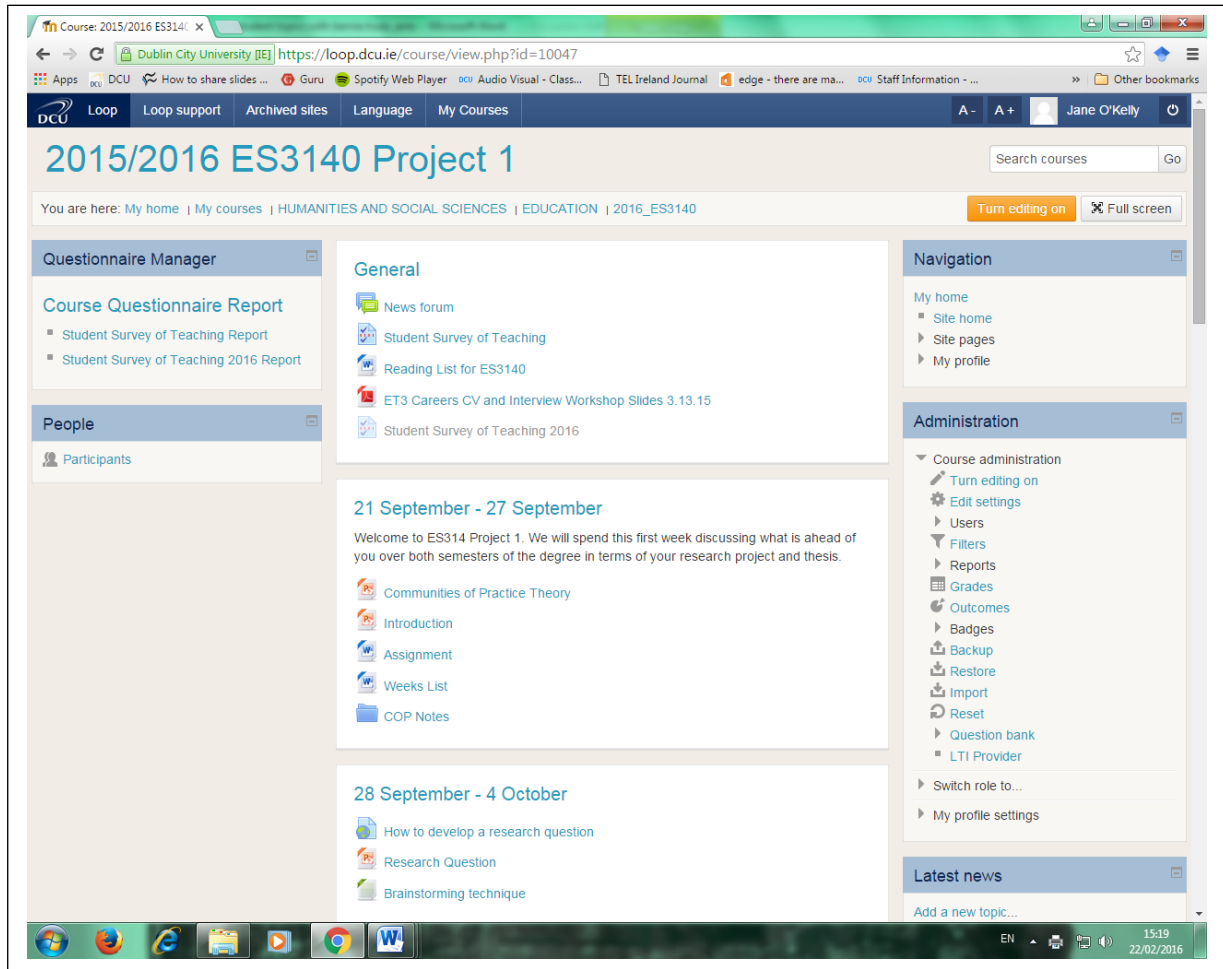 Course: 2015/2016 ES3140
Dublin City University [IE] https://loop.dcu.ie/course/view.php?id=10047
Apps DCU How to share slides ... Guru Spotify Web Player DCU Audio Visual - Class... TEL Ireland Journal edge - there are ma... DCU Staff Information - ... » Other bookmarks
DCU Loop Loop support Archived sites Language My Courses A - A + Jane O'Kelly
2015/2016 ES3140 Project 1
Search courses Go
You are here: My home | My courses | HUMANITIES AND SOCIAL SCIENCES | EDUCATION | 2016_ES3140
Turn editing on Full screen
Questionnaire Manager
Course Questionnaire Report
Student Survey of Teaching Report
Student Survey of Teaching 2016 Report
People
Participants
General
News forum
Student Survey of Teaching
Reading List for ES3140
ET3 Careers CV and Interview Workshop Slides 3.13.15
Student Survey of Teaching 2016
21 September - 27 September
Welcome to ES314 Project 1. We will spend this first week discussing what is ahead of
you over both semesters of the degree in terms of your research project and thesis.
Communities of Practice Theory
Introduction
Assignment
Weeks List
COP Notes
28 September - 4 October
How to develop a research question
Research Question
Brainstorming technique
Navigation
My home
Site home
Site pages
My profile
Administration
Course administration
Turn editing on
Edit settings
Users
Filters
Reports
Grades
Outcomes
Badges
Backup
Restore
Import
Reset
Question bank
LTI Provider
Switch role to...
My profile settings
Latest news
Add a new topic...
EN
15:19
22/02/2016